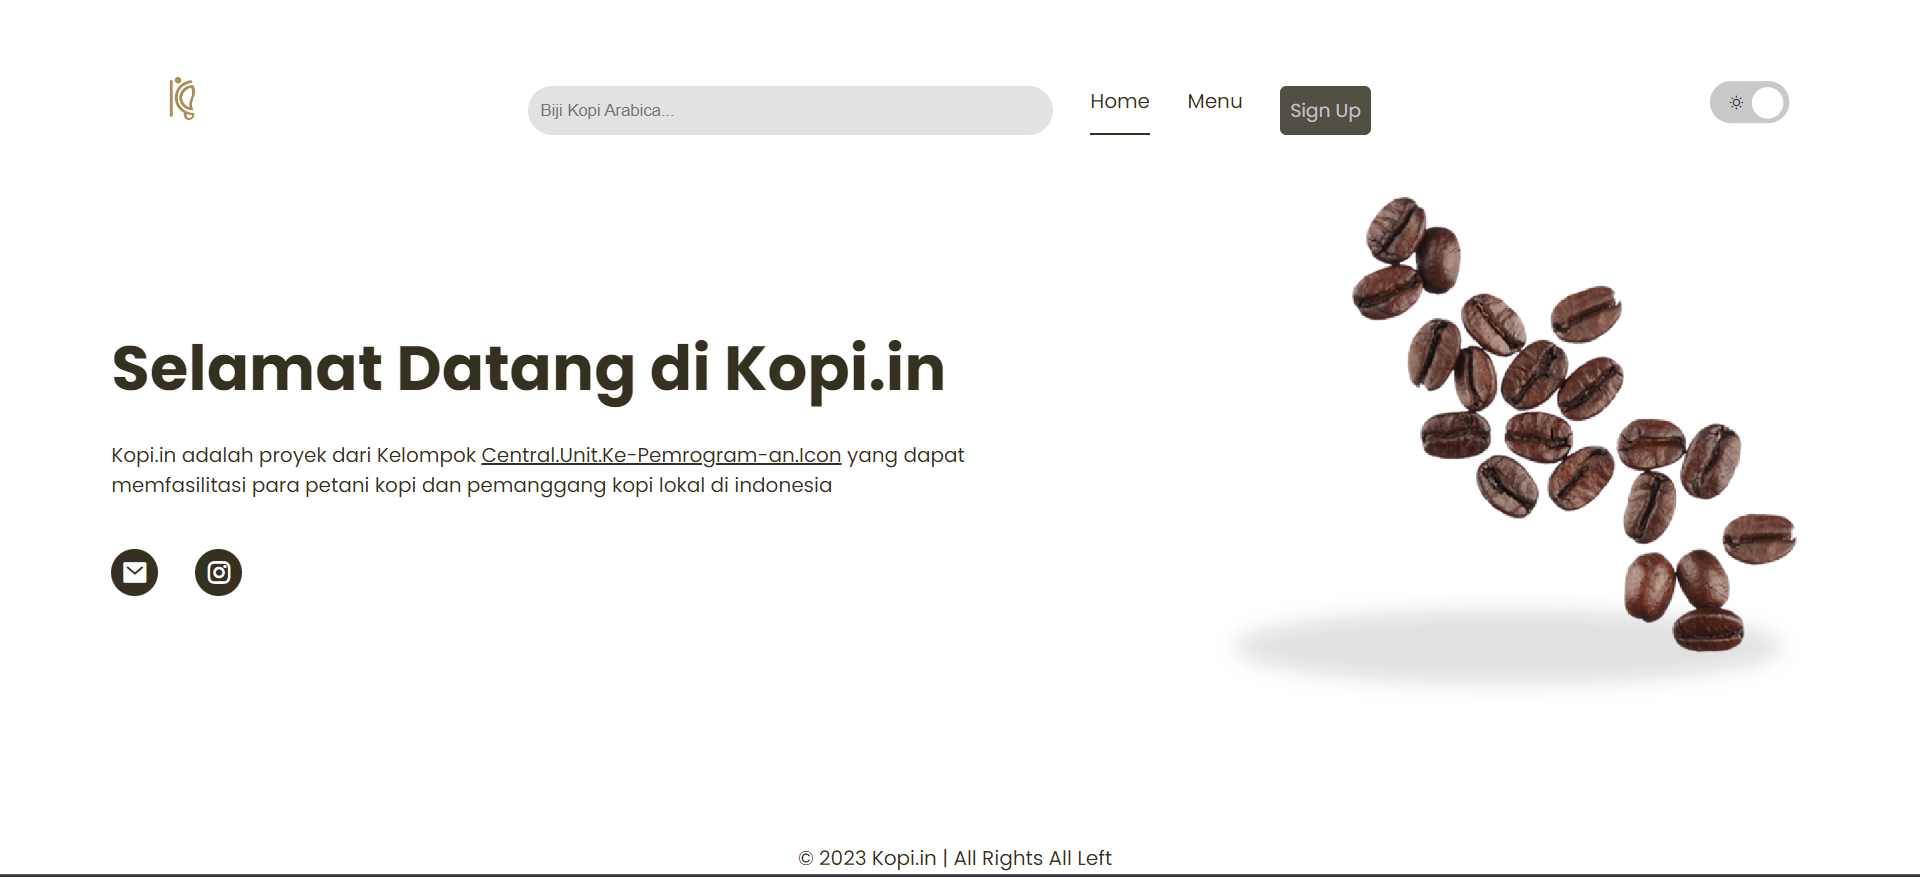 Biji Kopi Arabica...
Home
Menu
Sign Up
Selamat Datang di Kopi.in
Kopi.in adalah proyek dari Kelompok Central.Unit.Ke-Pemrogram-an.Icon yang dapat
memfasilitasi para petani kopi dan pemanggang kopi lokal di indonesia
© 2023 Kopi.in | All Rights All Left